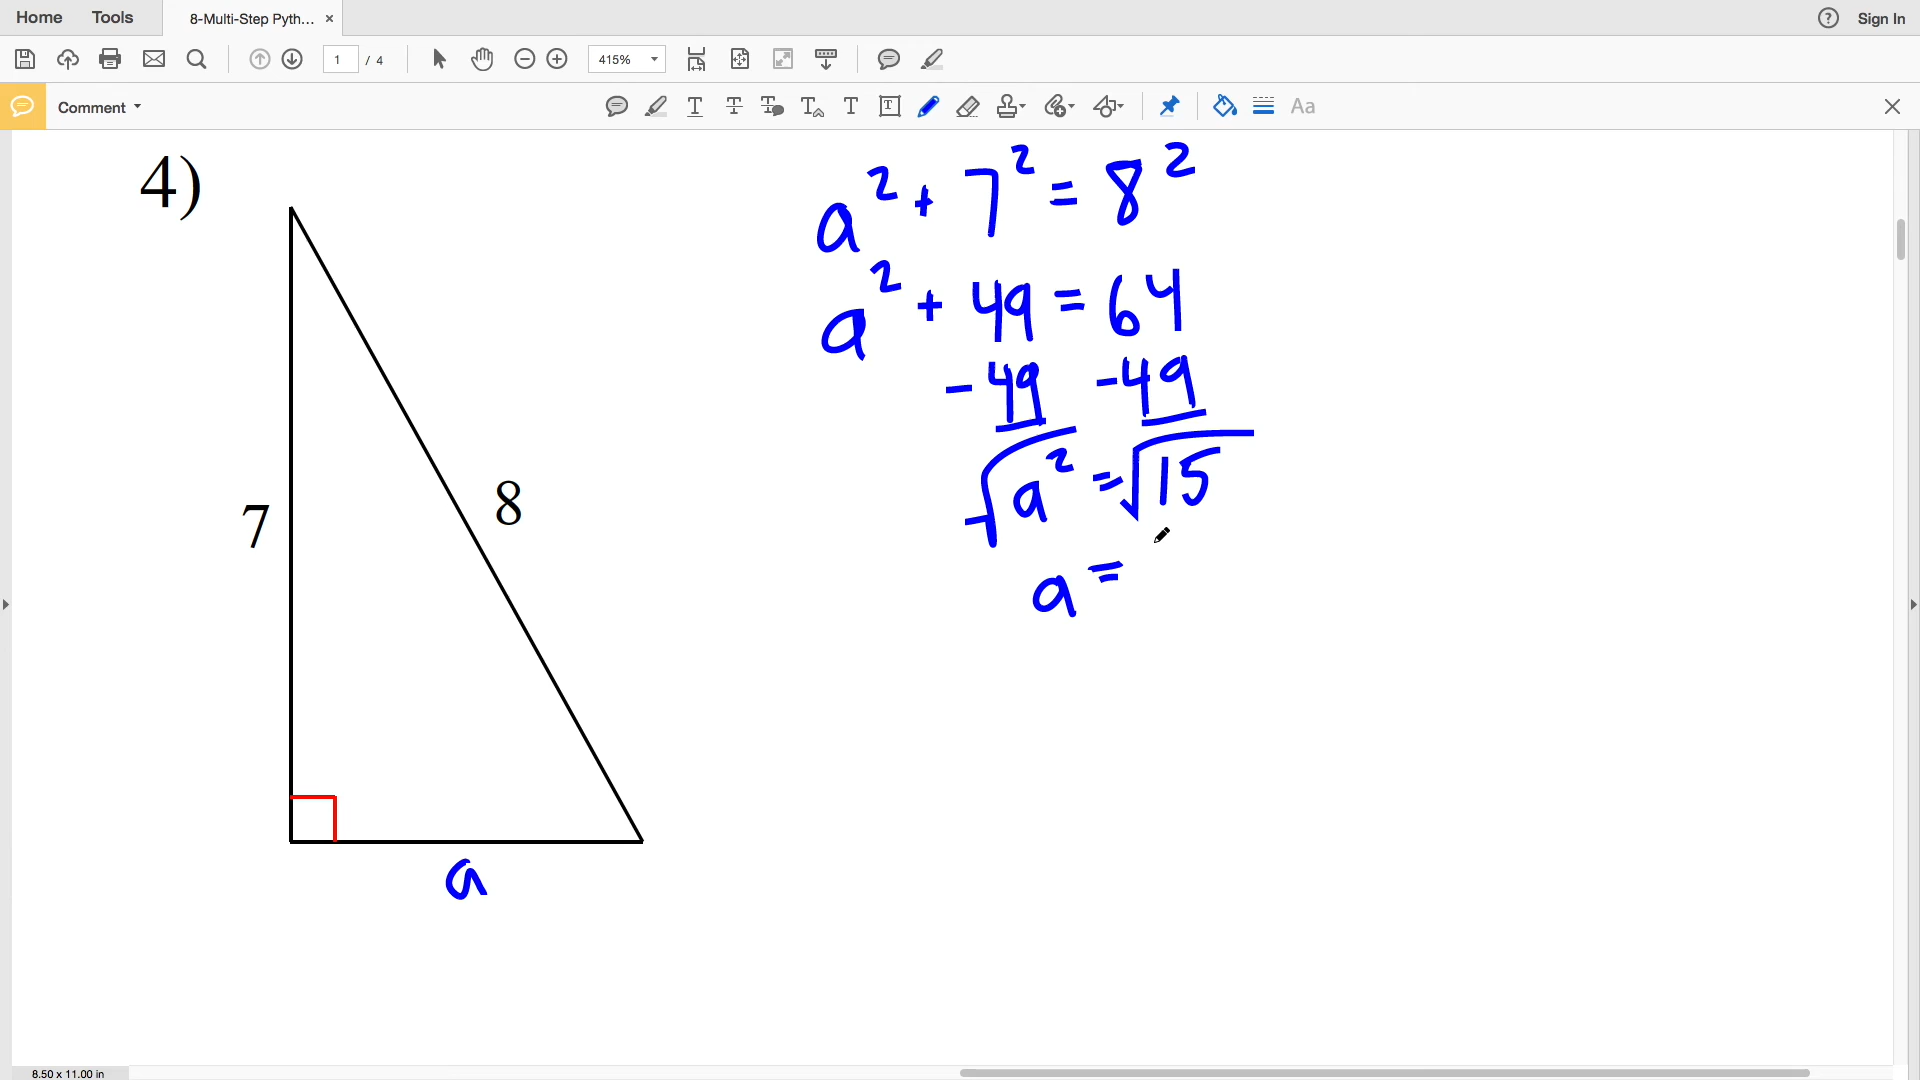 Home Tools 8-Multi-Step Pyth... × ? Sign In
1 / 4 415%
Comment T T T T T T Aa
4)
a² + 7² = 8²
a² + 49 = 64
-49 -49
√a² = √15
a =
7
8
a
8.50 x 11.00 in